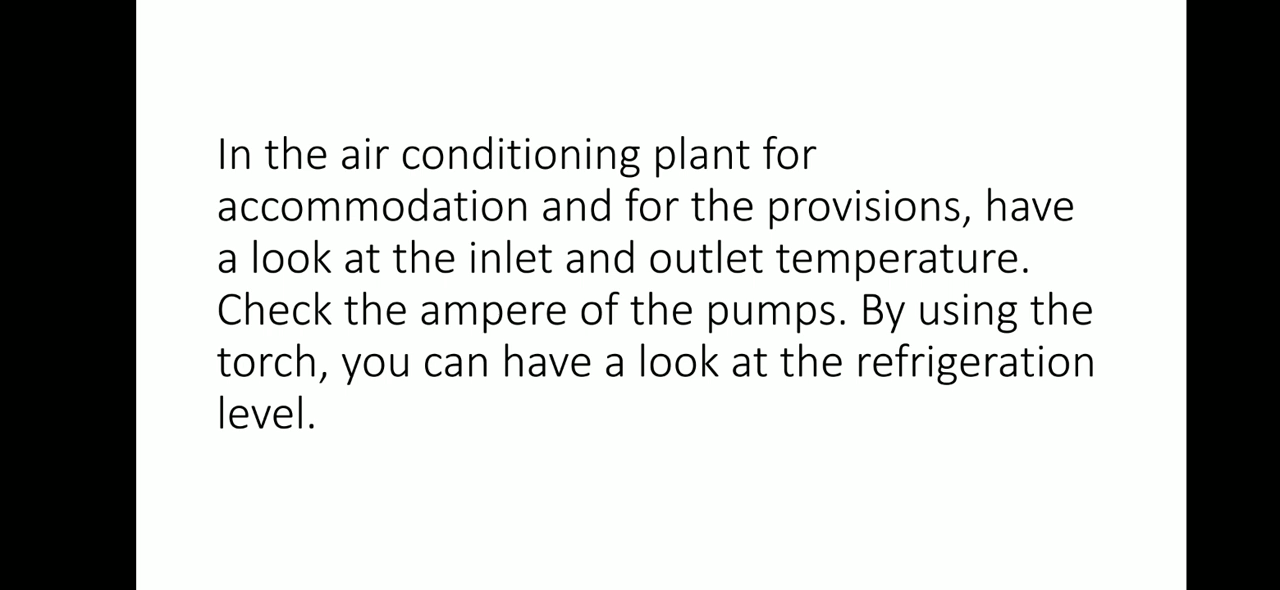 In the air conditioning plant for
accommodation and for the provisions, have
a look at the inlet and outlet temperature.
Check the ampere of the pumps. By using the
torch, you can have a look at the refrigeration
level.